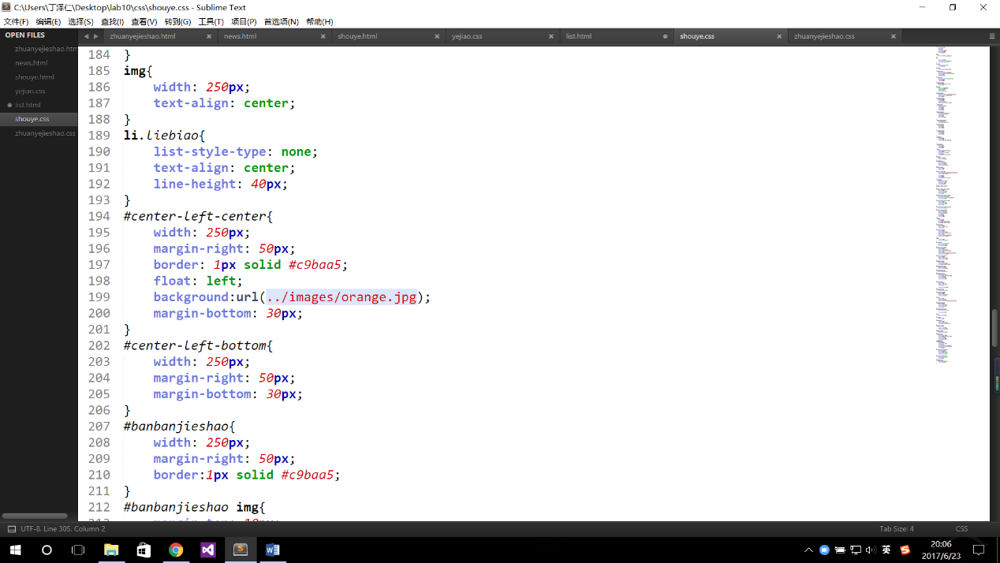 C:\Users\丁泽仁\Desktop\lab10\css\shouye.css - Sublime Text
文件(F) 编辑(E) 选择(S) 查找(I) 查看(V) 转到(G) 工具(T) 项目(P) 首选项(N) 帮助(H)
OPEN FILES
zhuanyejieshao.htm
news.html
shouye.html
yejiao.css
list.html
shouye.css
zhuanyejieshao.css
zhuanyejieshao.html news.html shouye.html yejiao.css list.html shouye.css zhuanyejieshao.css
184 }
185 img{
186 width: 250px;
187 text-align: center;
188 }
189 li.liebiao{
190 list-style-type: none;
191 text-align: center;
192 line-height: 40px;
193 }
194 #center-left-center{
195 width: 250px;
196 margin-right: 50px;
197 border: 1px solid #c9baa5;
198 float: left;
199 background:url(../images/orange.jpg);
200 margin-bottom: 30px;
201 }
202 #center-left-bottom{
203 width: 250px;
204 margin-right: 50px;
205 margin-bottom: 30px;
206 }
207 #banbanjieshao{
208 width: 250px;
209 margin-right: 50px;
210 border:1px solid #c9baa5;
211 }
212 #banbanjieshao img{
UTF-8, Line 305, Column 2 Tab Size: 4 CSS
英
20:06
2017/6/23